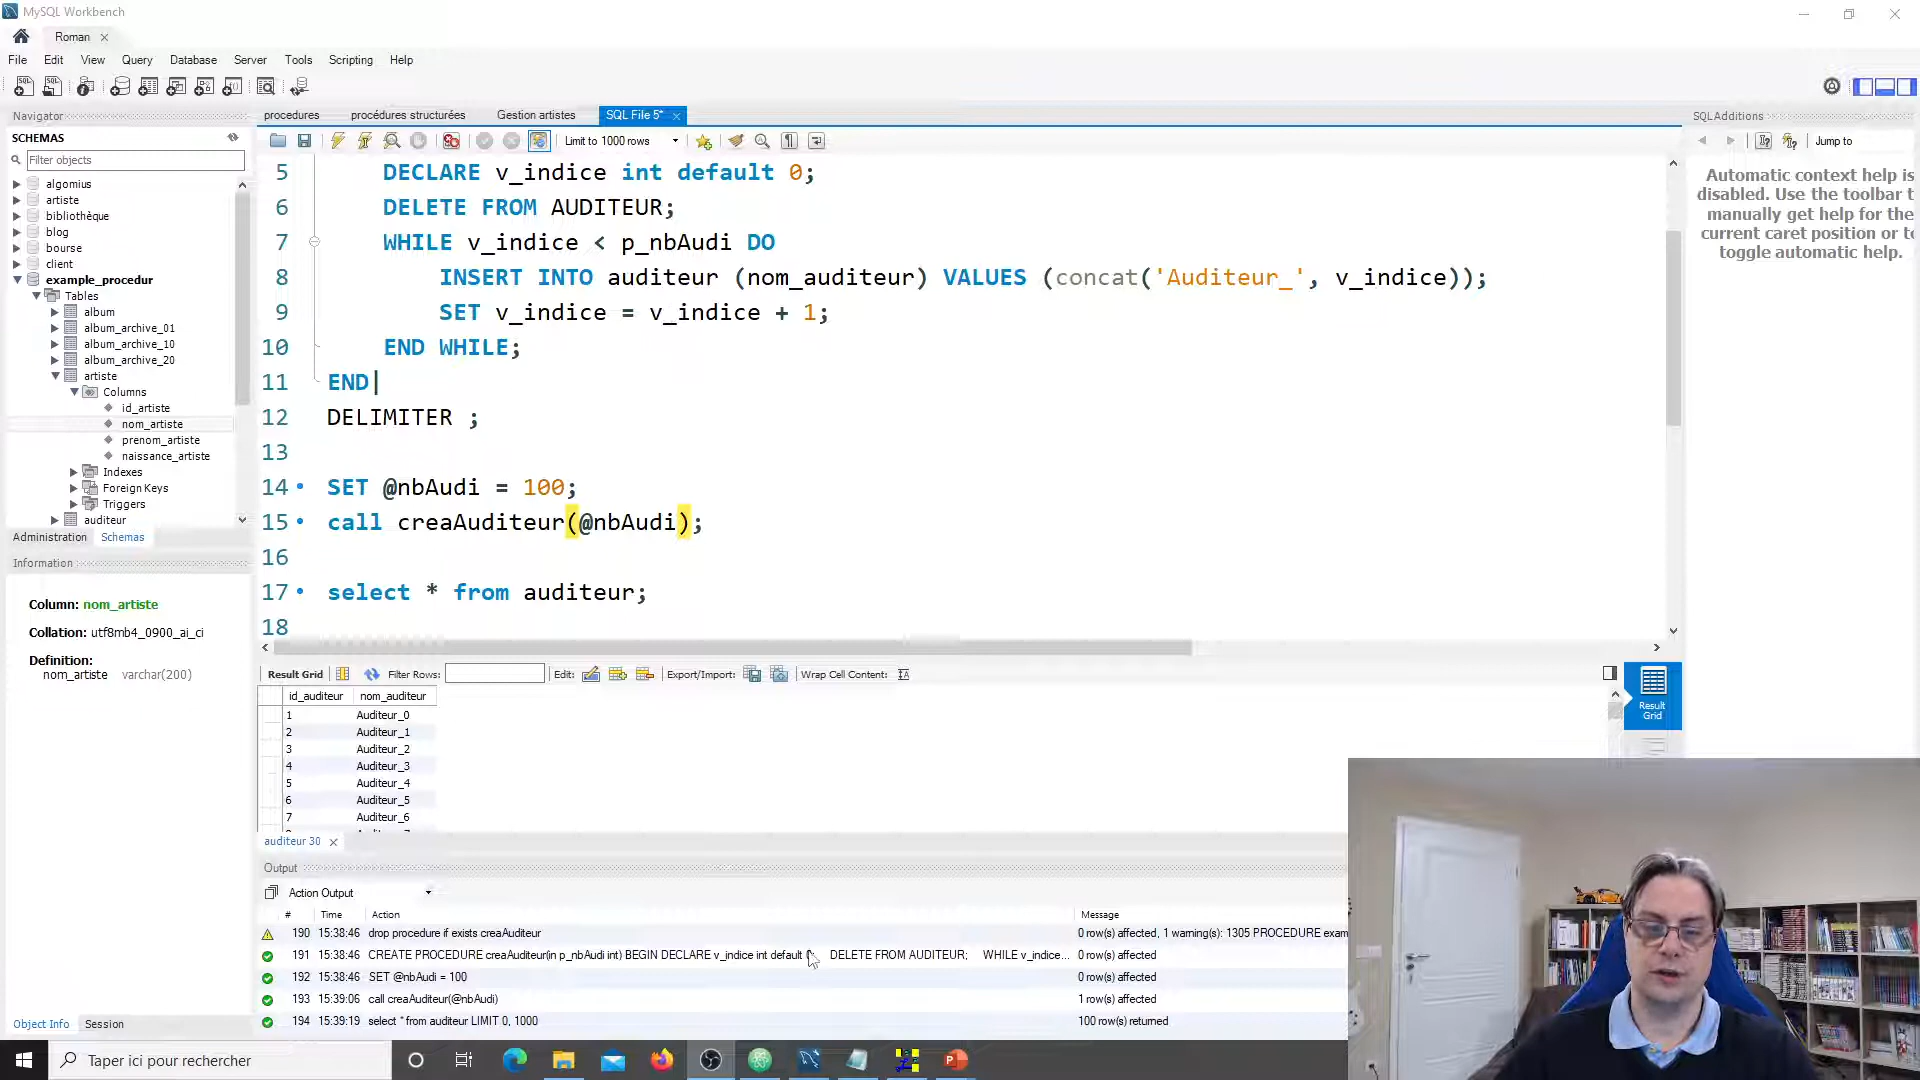 MySQL Workbench
Roman
File Edit View Query Database Server Tools Scripting Help
Navigator
SCHEMAS
Filter objects
algomius
artiste
bibliothèque
blog
bourse
client
example_procedur
Tables
album
album_archive_01
album_archive_10
album_archive_20
artiste
Columns
id_artiste
nom_artiste
prenom_artiste
naissance_artiste
Indexes
Foreign Keys
Triggers
auditeur
Administration Schemas
Information
Column: nom_artiste
Collation: utf8mb4_0900_ai_ci
Definition:
nom_artiste varchar(200)
Object Info Session
procedures procédures structurées Gestion artistes SQL File 5*
Limit to 1000 rows
5 DECLARE v_indice int default 0;
6 DELETE FROM AUDITEUR;
7 WHILE v_indice < p_nbAudi DO
8 INSERT INTO auditeur (nom_auditeur) VALUES (concat('Auditeur_', v_indice));
9 SET v_indice = v_indice + 1;
10 END WHILE;
11 END|
12 DELIMITER ;
13
14 SET @nbAudi = 100;
15 call creaAuditeur(@nbAudi);
16
17 select * from auditeur;
18
SQLAdditions
Jump to
Automatic context help is
disabled. Use the toolbar t
manually get help for the
current caret position or to
toggle automatic help.
Result Grid Filter Rows: Edit: Export/Import: Wrap Cell Content:
id_auditeur nom_auditeur
1 Auditeur_0
2 Auditeur_1
3 Auditeur_2
4 Auditeur_3
5 Auditeur_4
6 Auditeur_5
7 Auditeur_6
Result
Grid
auditeur 30
Output
Action Output
# Time Action Message
190 15:38:46 drop procedure if exists creaAuditeur 0 row(s) affected, 1 warning(s): 1305 PROCEDURE exam
191 15:38:46 CREATE PROCEDURE creaAuditeur(in p_nbAudi int) BEGIN DECLARE v_indice int default DELETE FROM AUDITEUR; WHILE v_indice... 0 row(s) affected
192 15:38:46 SET @nbAudi = 100 0 row(s) affected
193 15:39:06 call creaAuditeur(@nbAudi) 1 row(s) affected
194 15:39:19 select * from auditeur LIMIT 0, 1000 100 row(s) returned
Taper ici pour rechercher